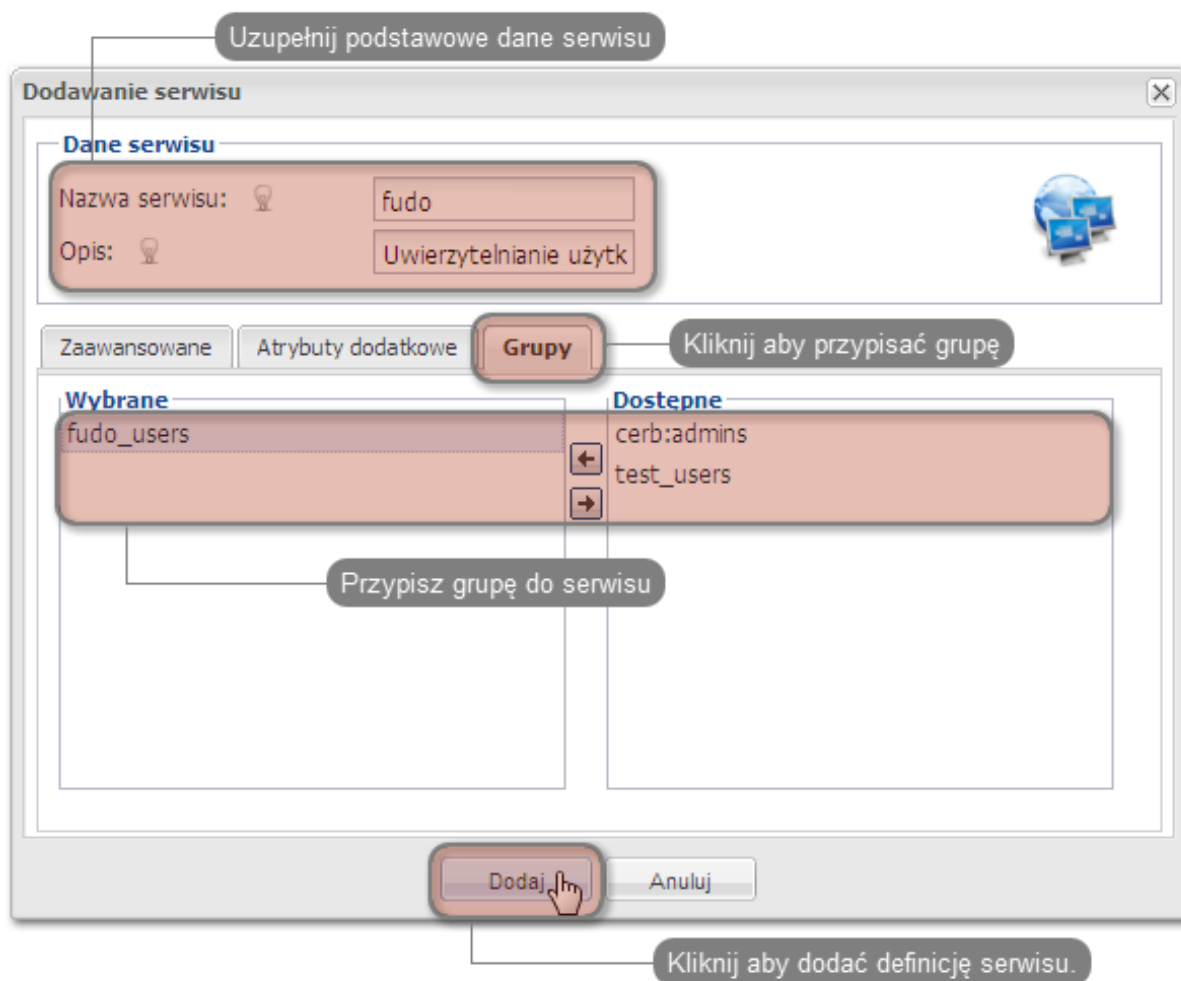 Uzupełnij podstawowe dane serwisu
Dodawanie serwisu
Dane serwisu
Nazwa serwisu:
fudo
Opis:
Uwierzytelnianie użytk
Zaawansowane
Atrybuty dodatkowe
Grupy
Kliknij aby przypisać grupę
Wybrane
Dostępne
fudo_users
cerb:admins
test_users
Przypisz grupę do serwisu
Dodaj
Anuluj
Kliknij aby dodać definicję serwisu.